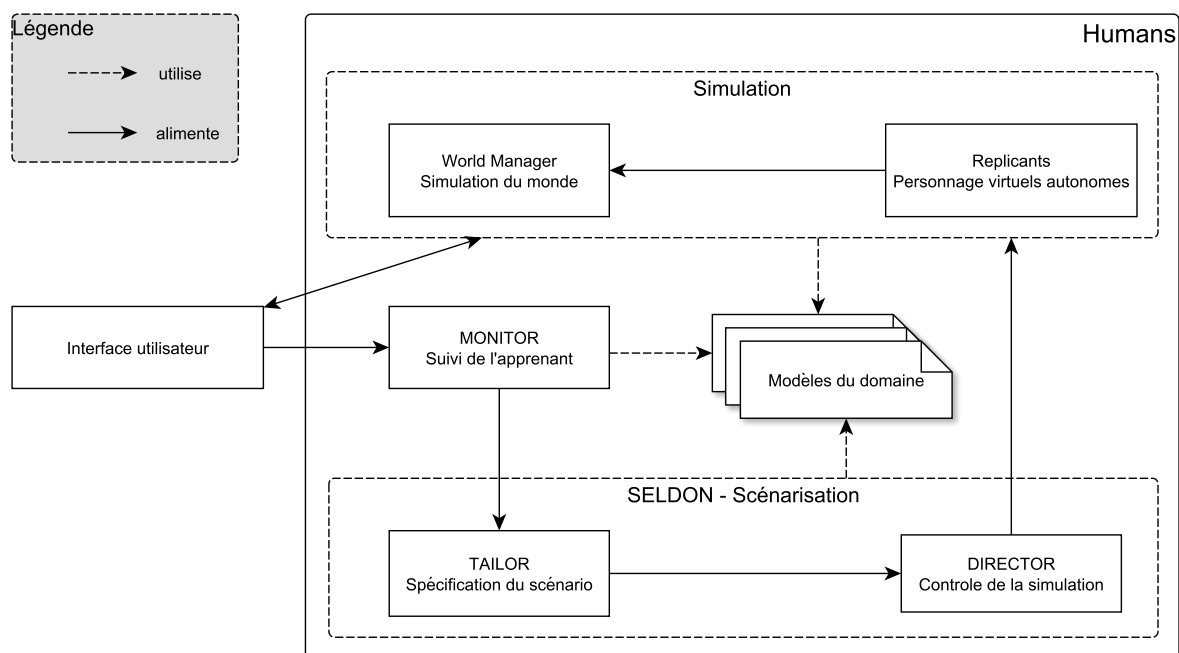 Légende
utilise
alimente
Humans
Simulation
World Manager
Simulation du monde
Replicants
Personnage virtuels autonomes
Interface utilisateur
MONITOR
Suivi de l'apprenant
Modèles du domaine
SELDON - Scénarisation
TAILOR
Spécification du scénario
DIRECTOR
Controle de la simulation